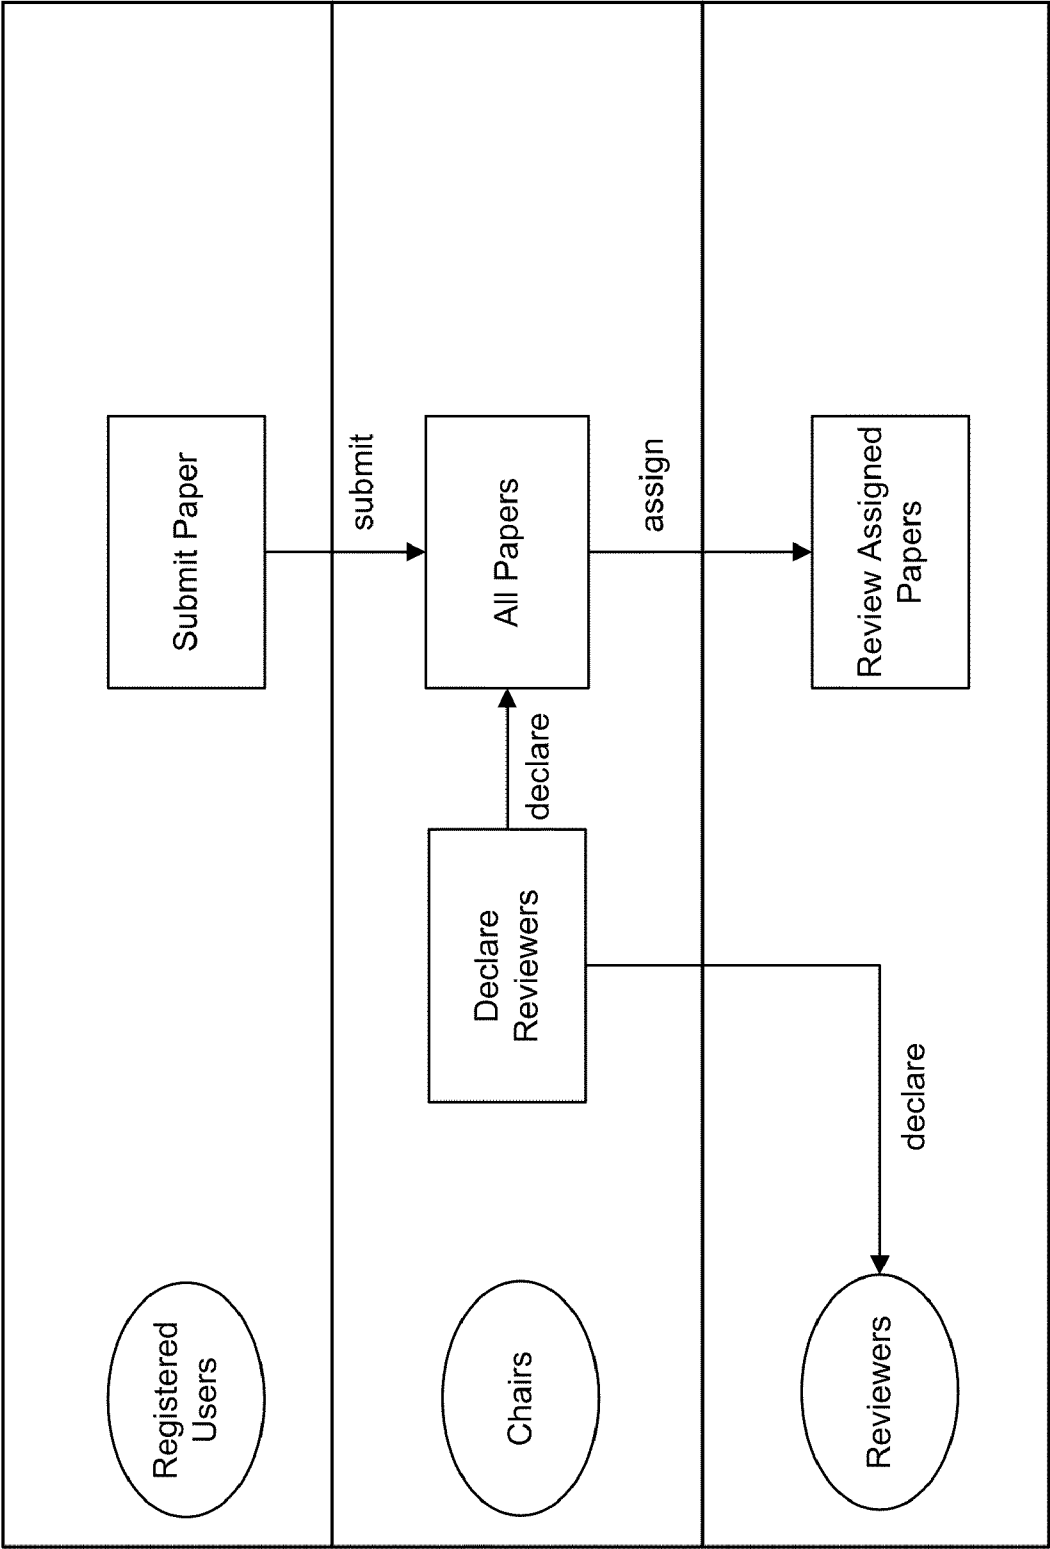 Registered
Users
Submit Paper
submit
Chairs
Declare
Reviewers
declare
All Papers
assign
Reviewers
declare
Review Assigned
Papers